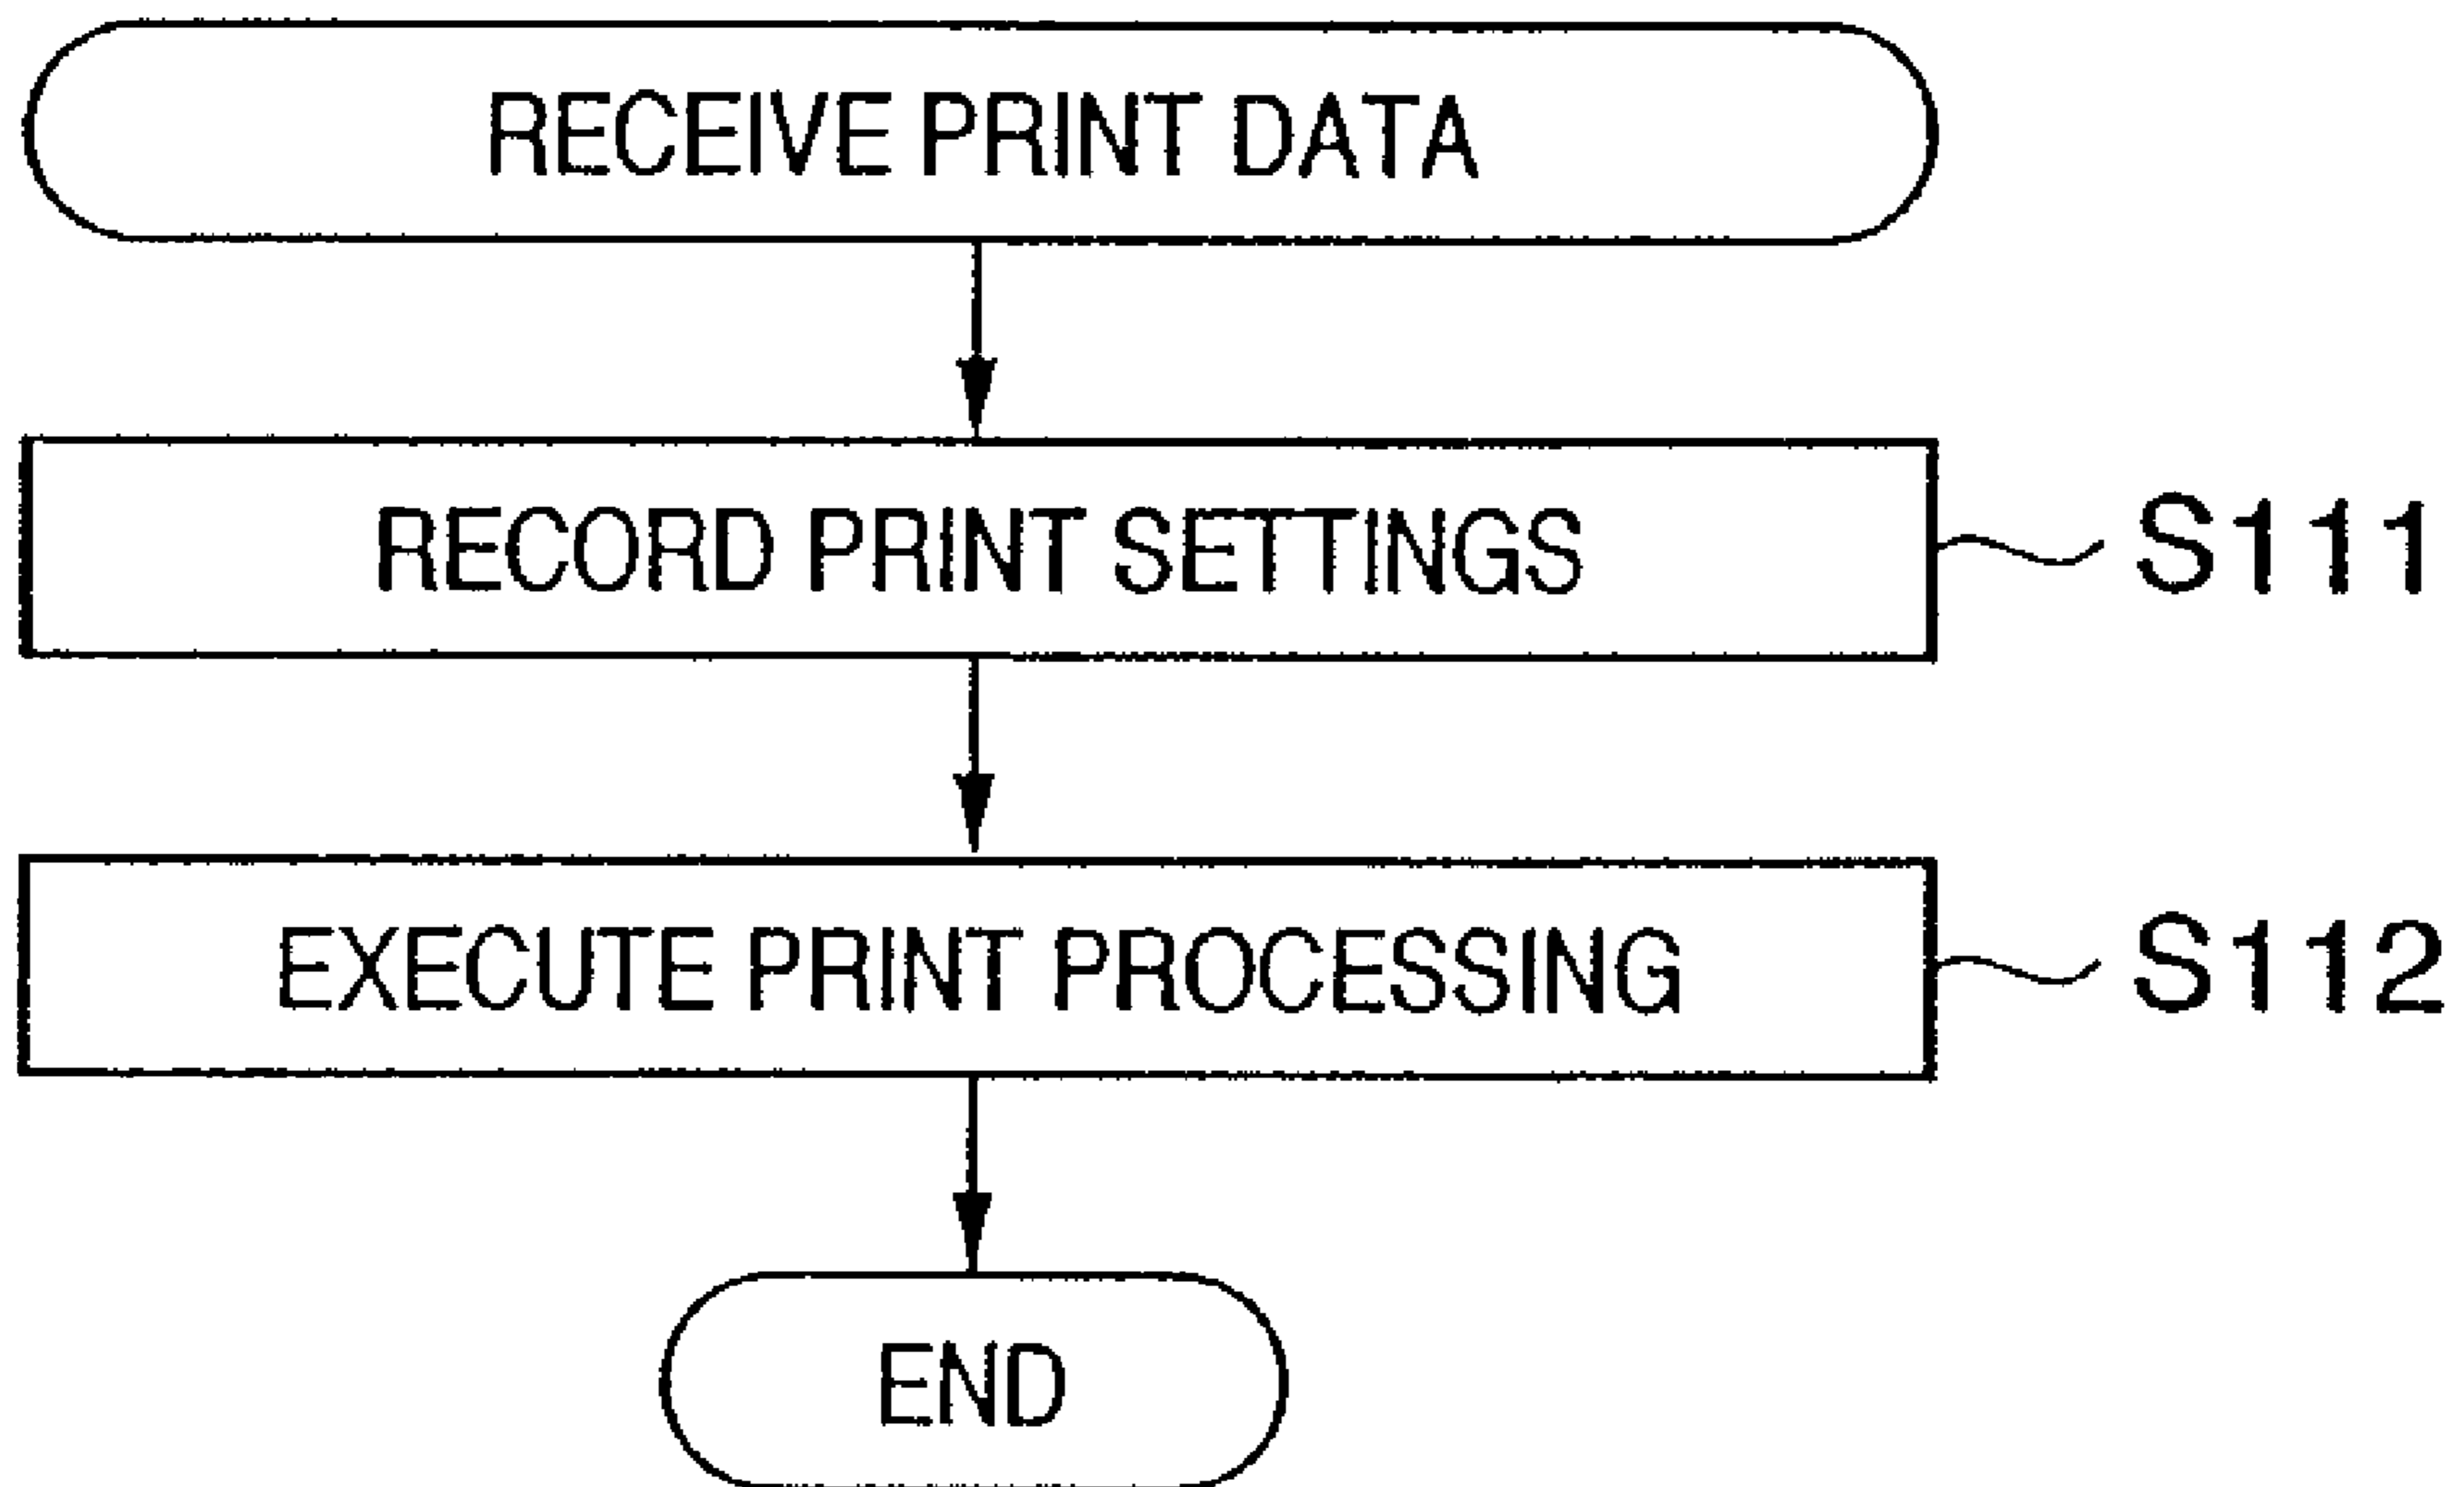 RECEIVE PRINT DATA
RECORD PRINT SETTINGS
S111
EXECUTE PRINT PROCESSING
S112
END